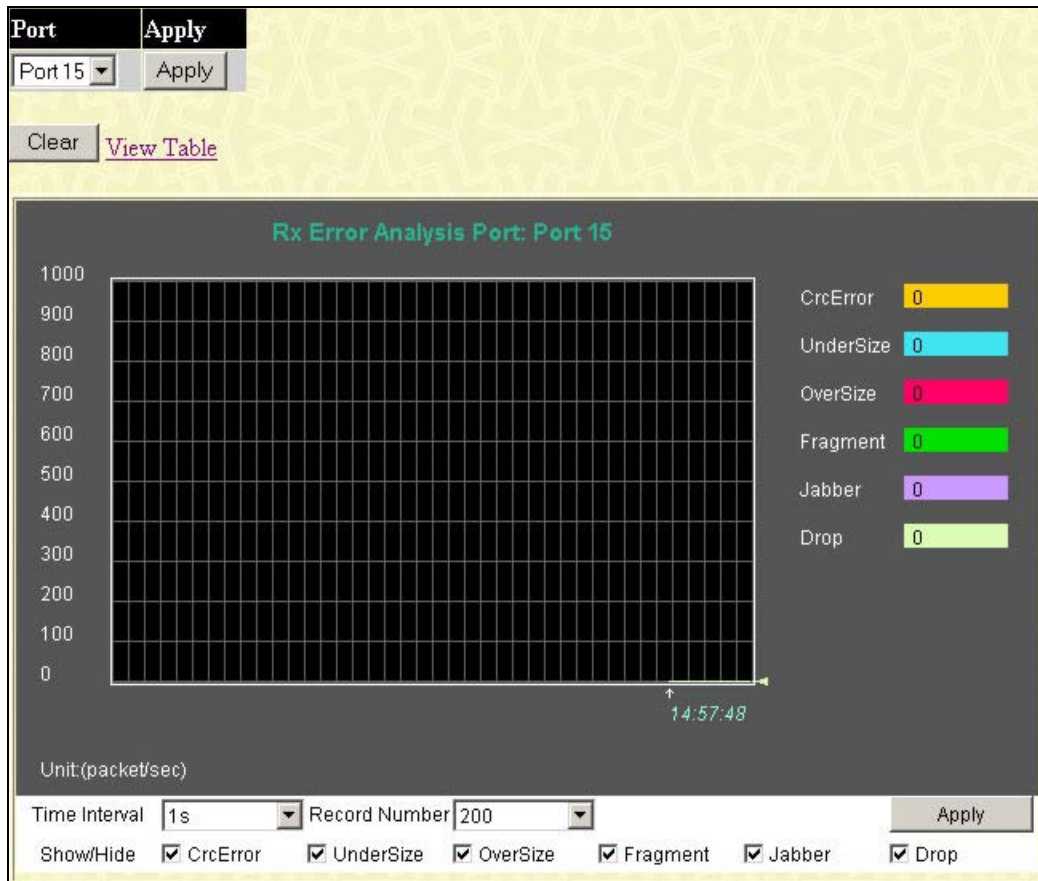 Port Apply
Port 15 Apply
Clear View Table
Rx Error Analysis Port: Port 15
1000
900
800
700
600
500
400
300
200
100
0
14:57:48
CrcError 0
UnderSize 0
OverSize 0
Fragment 0
Jabber 0
Drop 0
Unit:(packet/sec)
Time Interval 1s Record Number 200 Apply
Show/Hide CrcError UnderSize OverSize Fragment Jabber Drop